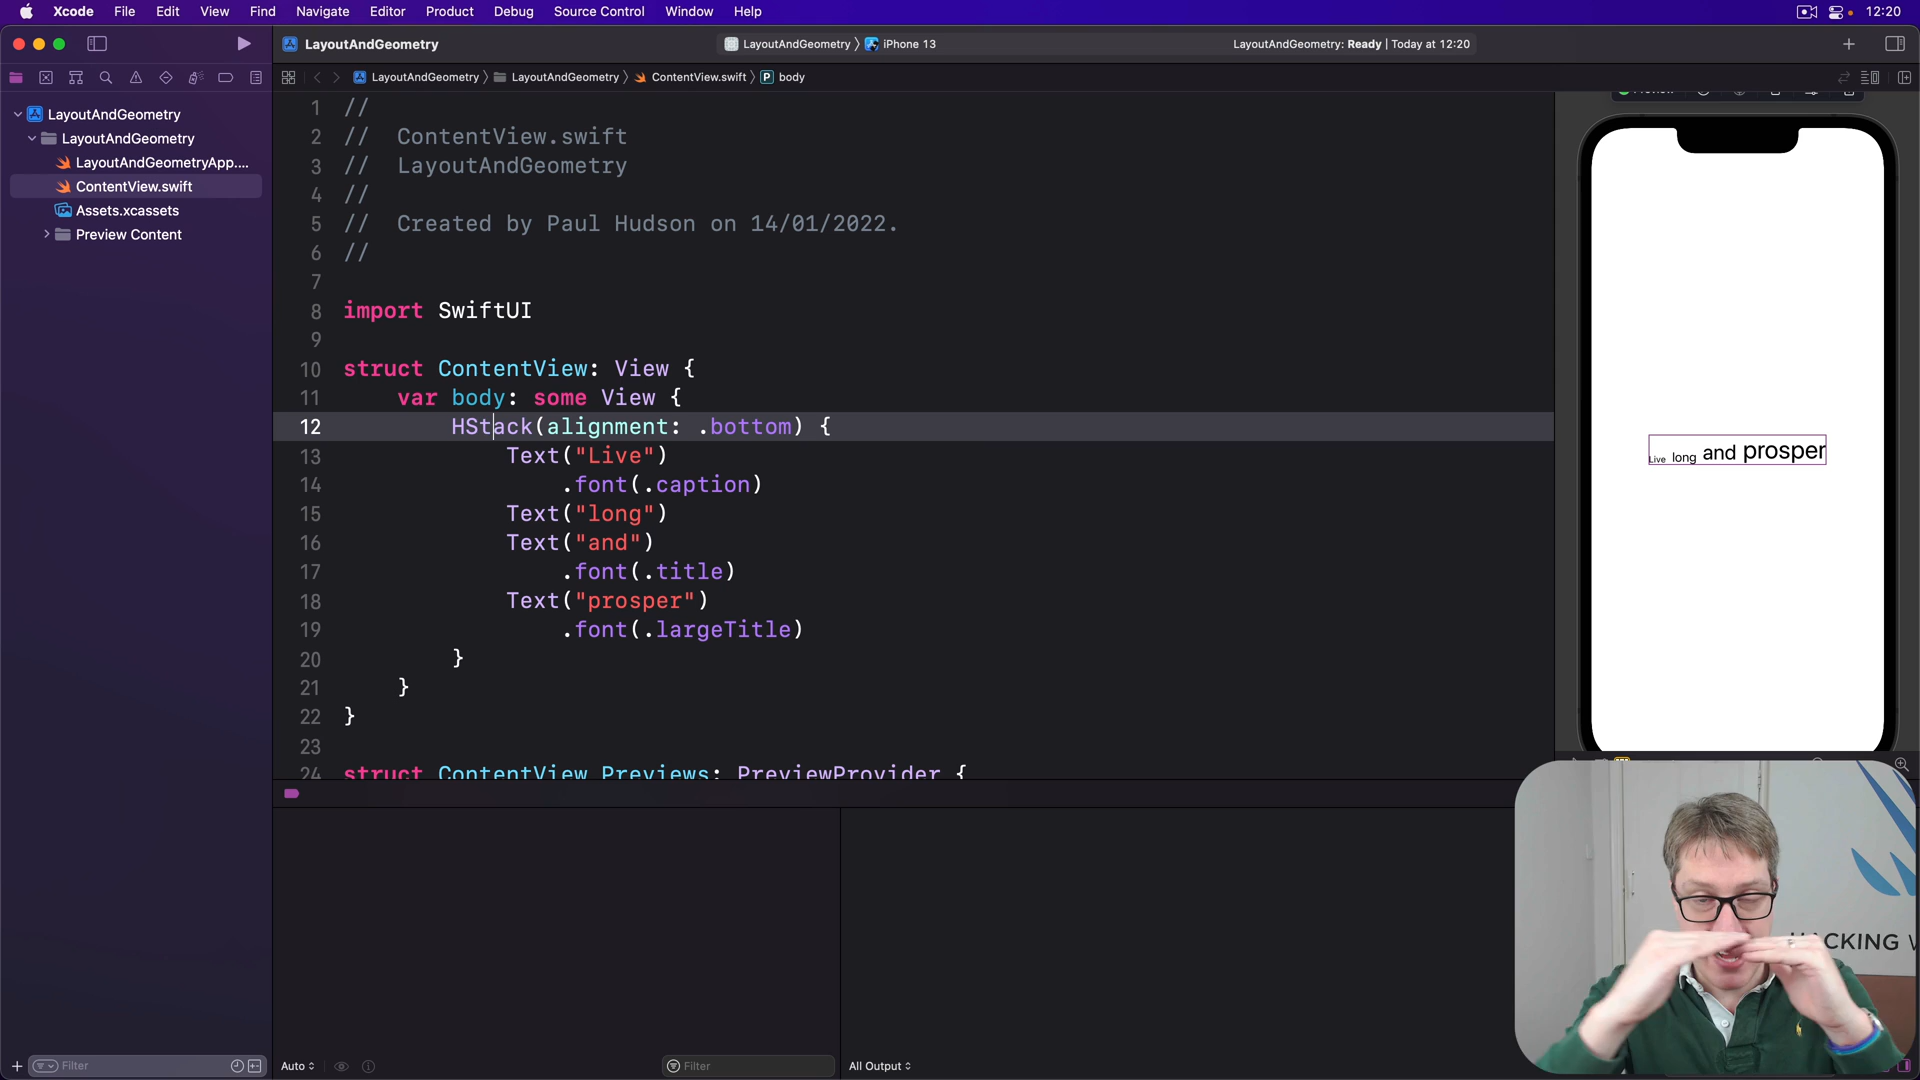 Xcode File Edit View Find Navigate Editor Product Debug Source Control Window Help 12:20
LayoutAndGeometry LayoutAndGeometry iPhone 13 LayoutAndGeometry: Ready | Today at 12:20
LayoutAndGeometry LayoutAndGeometry ContentView.swift P body
LayoutAndGeometry
LayoutAndGeometry
LayoutAndGeometryApp....
ContentView.swift
Assets.xcassets
Preview Content
1 //
2 // ContentView.swift
3 // LayoutAndGeometry
4 //
5 // Created by Paul Hudson on 14/01/2022.
6 //
7
8 import SwiftUI
9
10 struct ContentView: View {
11 var body: some View {
12 HStack(alignment: .bottom) {
13 Text("Live")
14 .font(.caption)
15 Text("long")
16 Text("and")
17 .font(.title)
18 Text("prosper")
19 .font(.largeTitle)
20 }
21 }
22 }
23
24 struct ContentView_Previews: PreviewProvider {
Live long and prosper
HACKING W
Filter
Auto
Filter
All Output